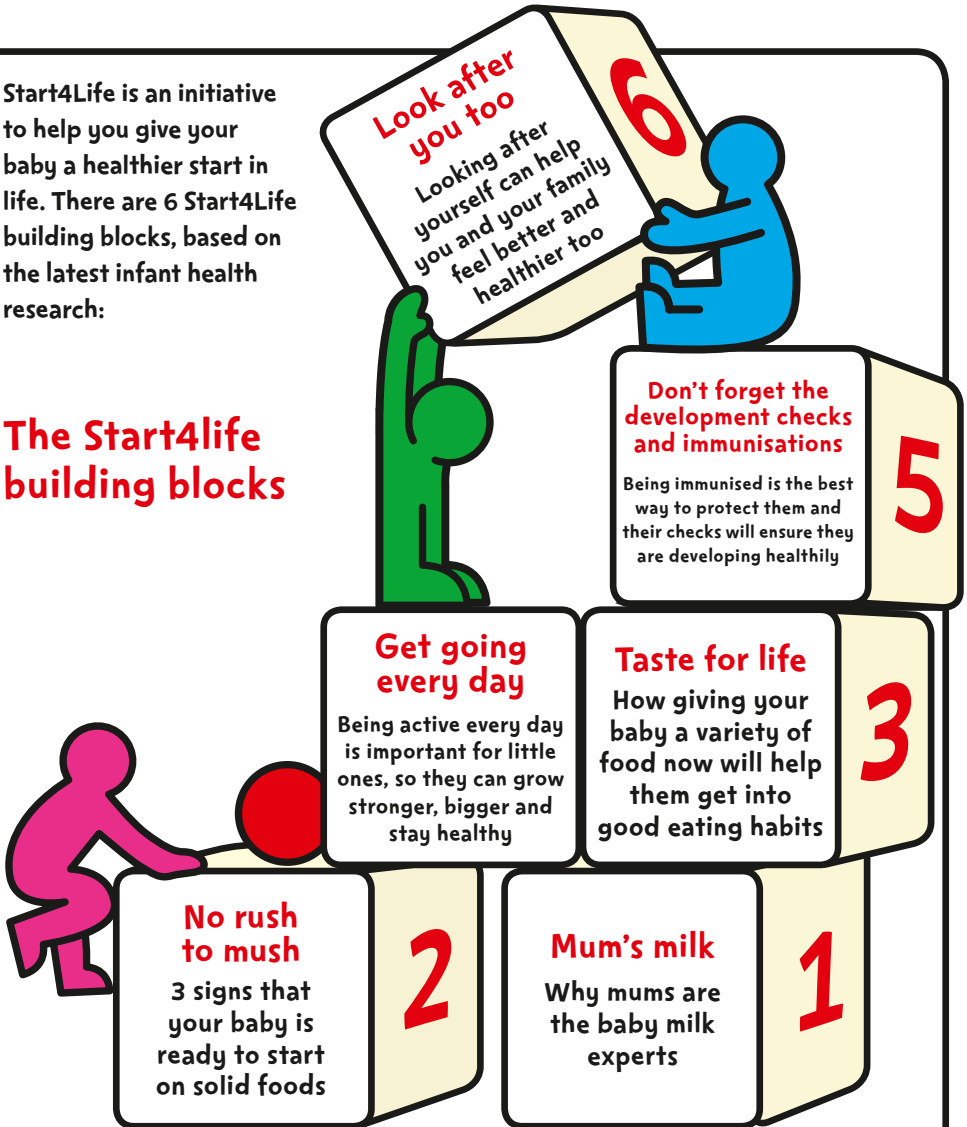 Start4Life is an initiative
to help you give your
baby a healthier start in
life. There are 6 Start4Life
building blocks, based on
the latest infant health
research:
The Start4life
building blocks
Look after
you too
Looking after
yourself can help
you and your family
feel better and
healthier too
6
Don't forget the
development checks
and immunisations
Being immunised is the best
way to protect them and
their checks will ensure they
are developing healthily
5
Get going
every day
Being active every day
is important for little
ones, so they can grow
stronger, bigger and
stay healthy
Taste for life
How giving your
baby a variety of
food now will help
them get into
good eating habits
3
No rush
to mush
3 signs that
your baby is
ready to start
on solid foods
2
Mum's milk
Why mums are
the baby milk
experts
1